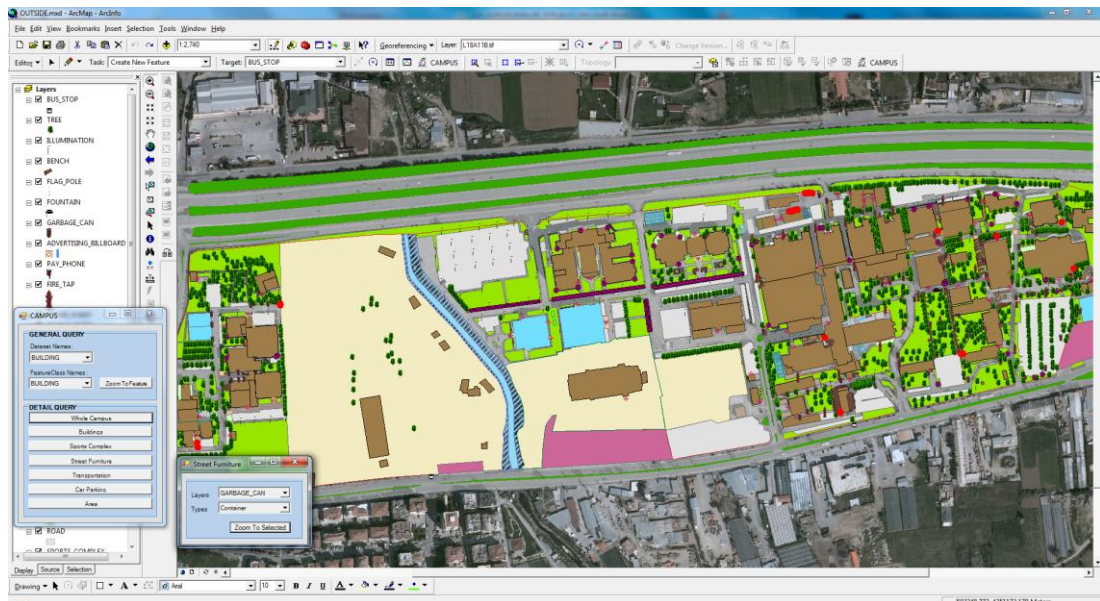 OUTSIDE.mxd - ArcMap - ArcInfo
File Edit View Bookmarks Insert Selection Tools Window Help
1:2.740 Georeferencing Layer: L18A11B.tif Change Version...
Editor Task: Create New Feature Target: BUS_STOP CAMPUS Topology: CAMPUS
Layers
BUS_STOP
TREE
ILLUMINATION
BENCH
FLAG_POLE
FOUNTAIN
GARBAGE_CAN
ADVERTISING_BILLBOARD
PAY_PHONE
FIRE_TAP
CAMPUS
GENERAL QUERY
Dataset Names :
BUILDING
FeatureClass Names :
BUILDING Zoom To Feature
DETAIL QUERY
Whole Campus
Buildings
Sports Complex
Street Furniture
Transportation
Car Parking
Area
Street Furniture
Layers GARBAGE_CAN
Types Container
Zoom To Selected
ROAD
SPORTS_COMPLEX
Display Source Selection
Drawing A Arial 10 B I U A